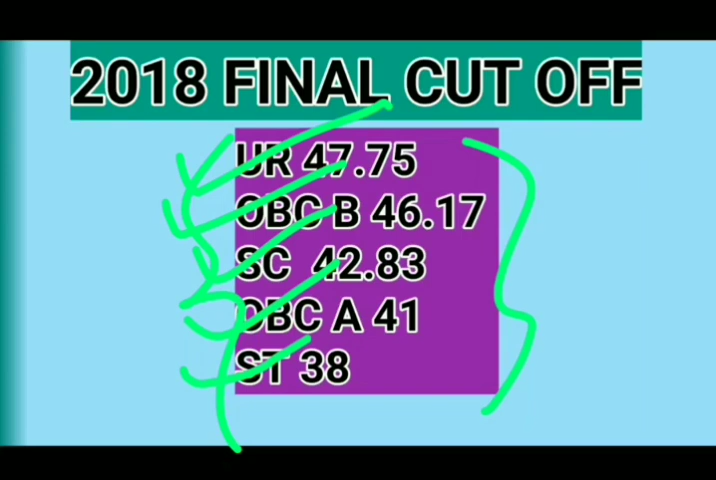 2018 FINAL CUT OFF
UR 47.75
OBC B 46.17
SC 42.83
OBC A 41
ST 38